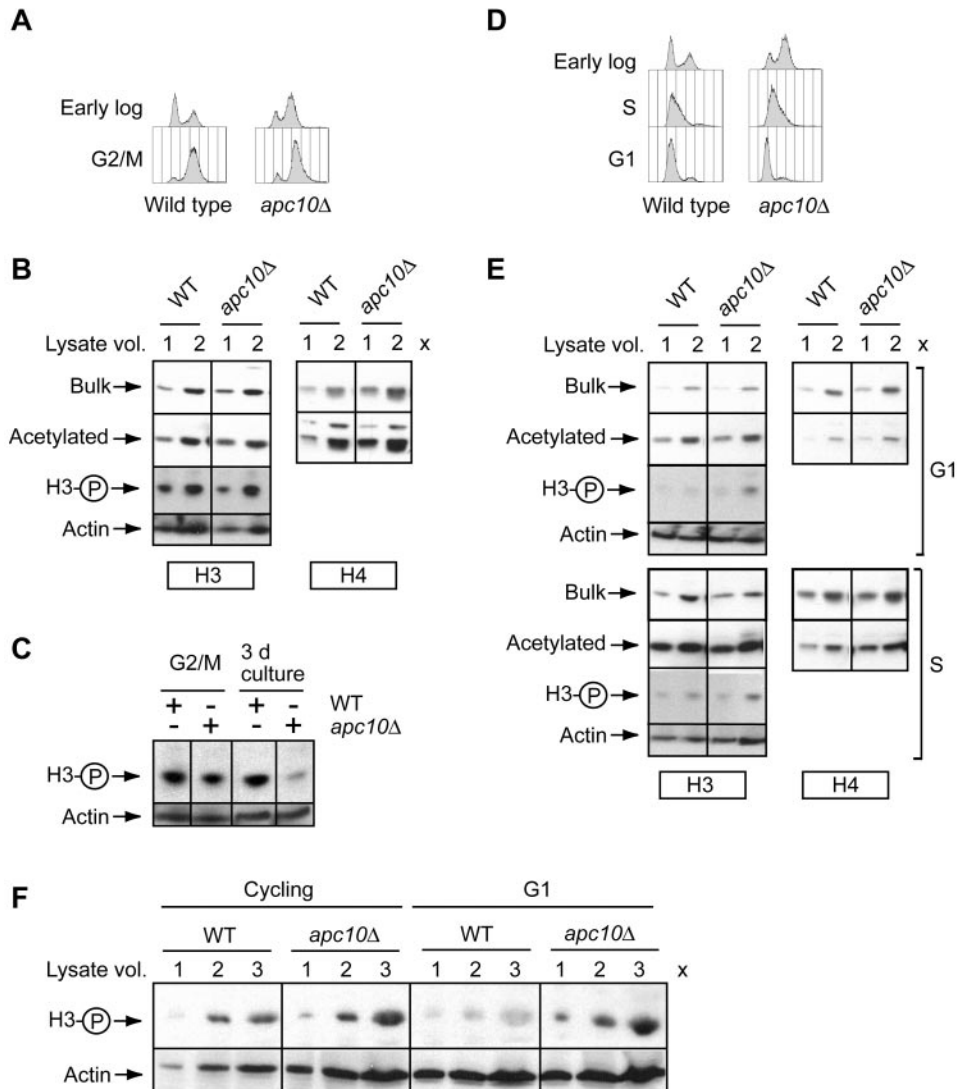 A
Early log
G2/M
Wild type apc10Δ
B
WT apc10Δ WT apc10Δ
Lysate vol. 1 2 1 2 1 2 1 2 x
Bulk
Acetylated
H3-P
Actin
H3 H4
C
G2/M 3 d culture
+ - + - WT
- + - + apc10Δ
H3-P
Actin
D
Early log
S
G1
Wild type apc10Δ
E
WT apc10Δ WT apc10Δ
Lysate vol. 1 2 1 2 1 2 1 2 x
Bulk
Acetylated
H3-P
Actin
G1
Bulk
Acetylated
H3-P
Actin
S
H3 H4
F
Cycling G1
WT apc10Δ WT apc10Δ
Lysate vol. 1 2 3 1 2 3 1 2 3 1 2 3 x
H3-P
Actin